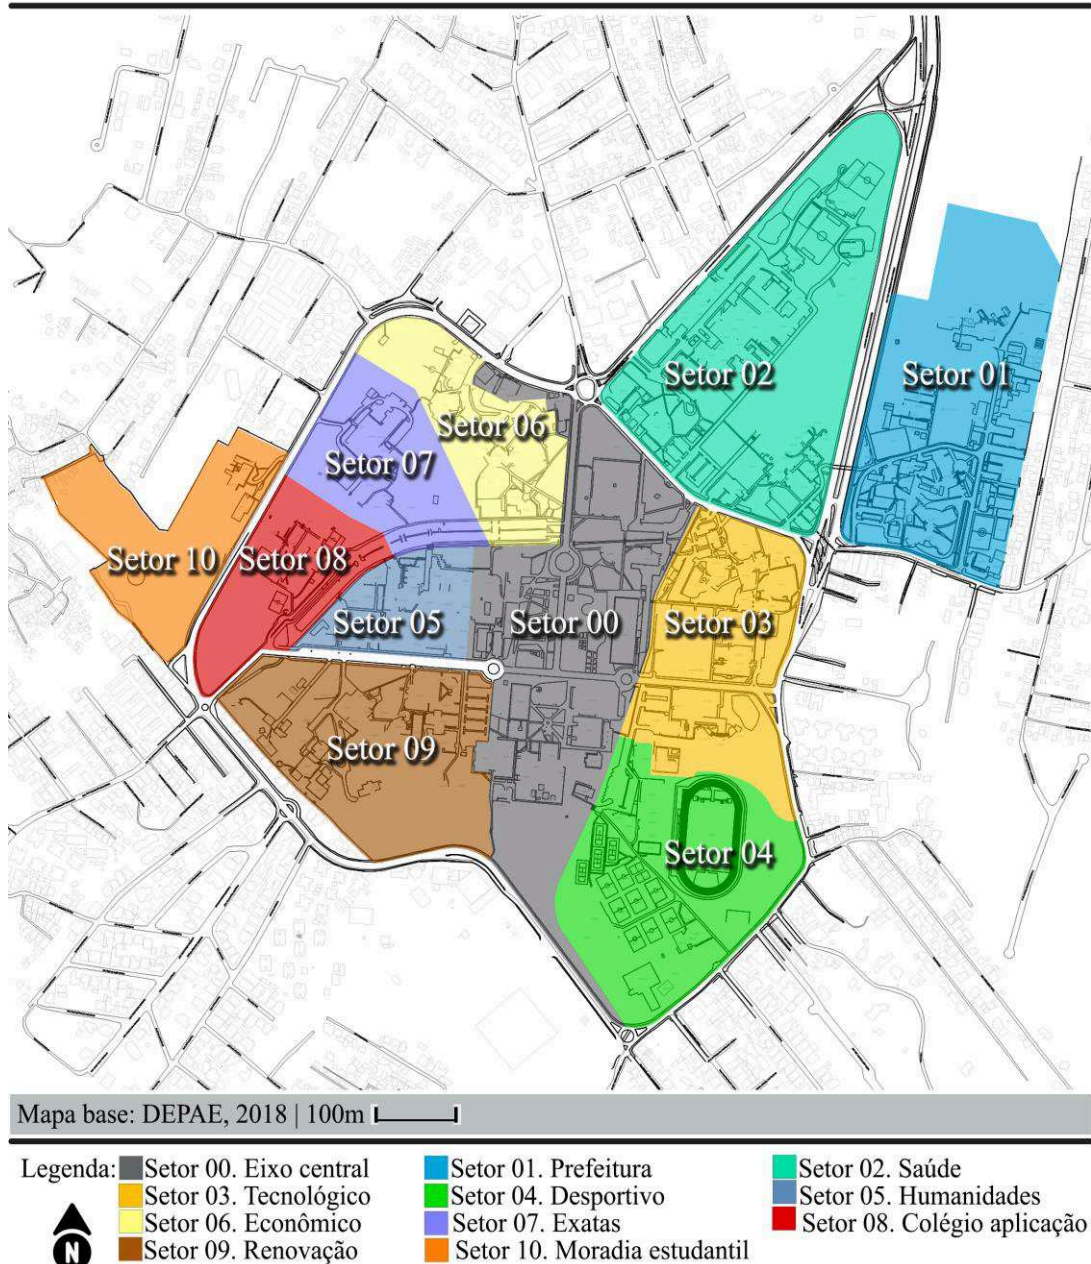 Setor 02
Setor 01
Setor 06
Setor 07
Setor 10
Setor 08
Setor 05
Setor 00
Setor 03
Setor 09
Setor 04
Mapa base: DEPAE, 2018 | 100m
Legenda:
Setor 00. Eixo central
Setor 01. Prefeitura
Setor 02. Saúde
Setor 03. Tecnológico
Setor 04. Desportivo
Setor 05. Humanidades
Setor 06. Econômico
Setor 07. Exatas
Setor 08. Colégio aplicação
Setor 09. Renovação
Setor 10. Moradia estudantil
N